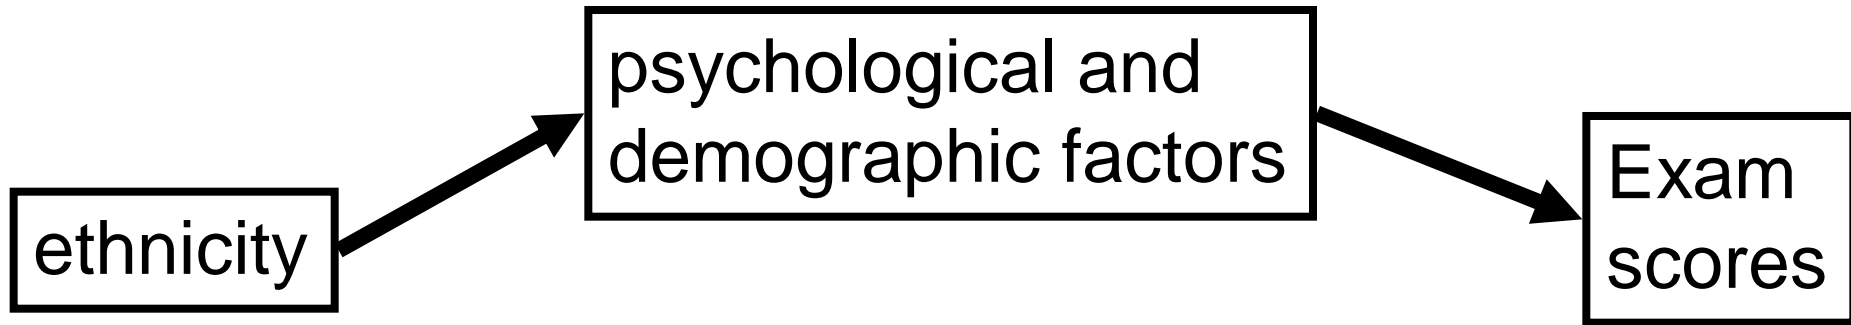 ethnicity
psychological and
demographic factors
Exam
scores